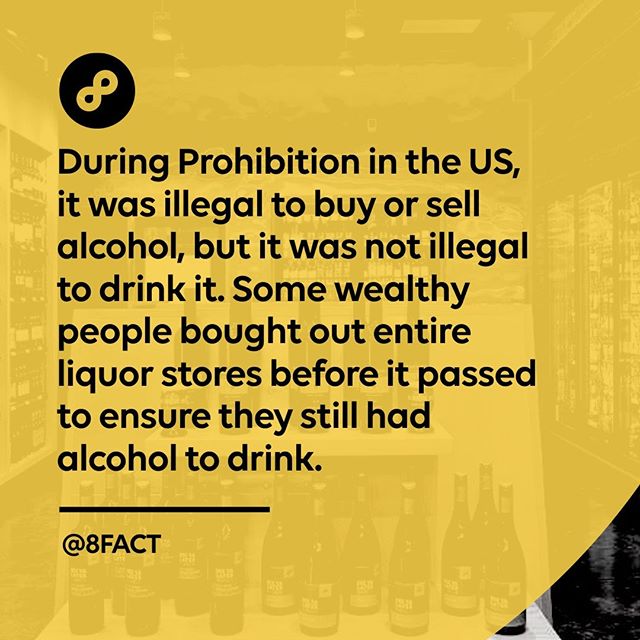 During Prohibition in the US,
it was illegal to buy or sell
alcohol, but it was not illegal
to drink it. Some wealthy
people bought out entire
liquor stores before it passed
to ensure they still had
alcohol to drink.
@8FACT